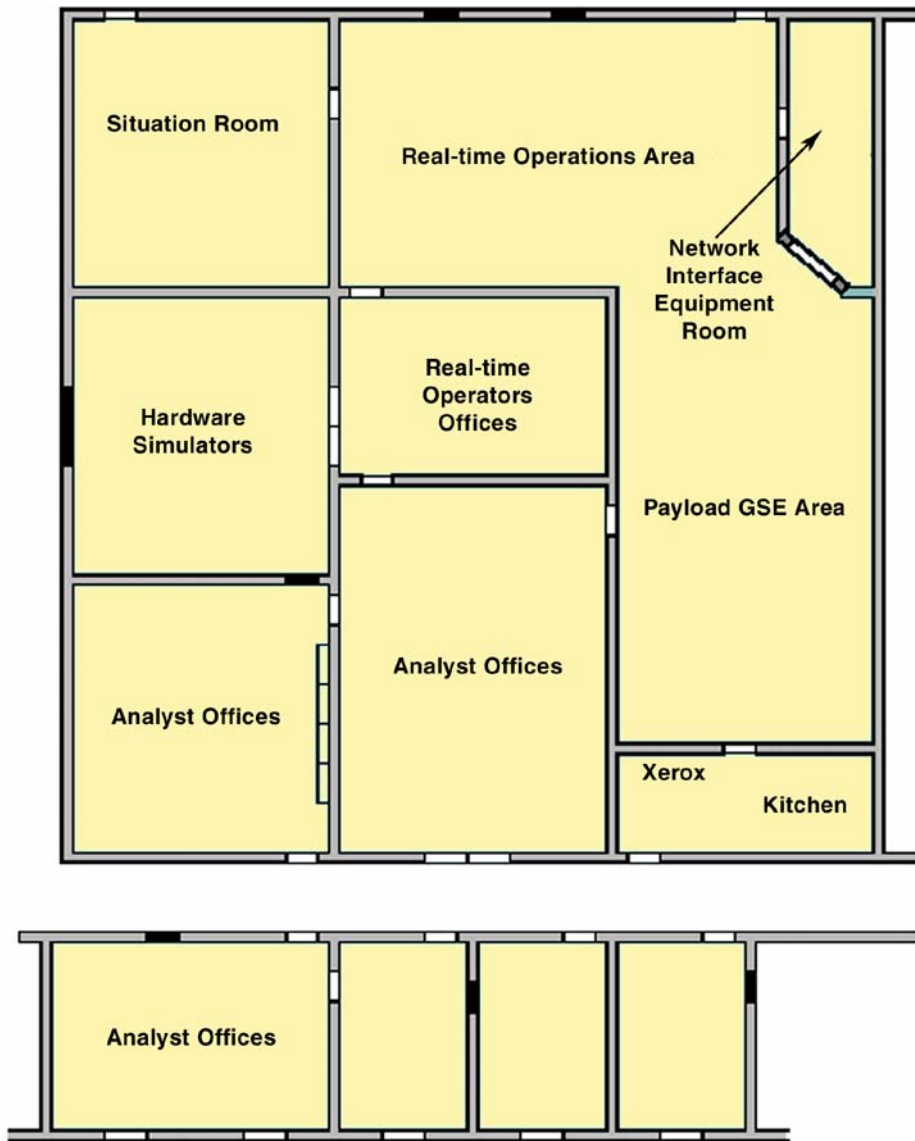 Situation Room
Real-time Operations Area
Network
Interface
Equipment
Room
Real-time
Operators
Offices
Hardware
Simulators
Payload GSE Area
Analyst Offices
Analyst Offices
Xerox
Kitchen
Analyst Offices